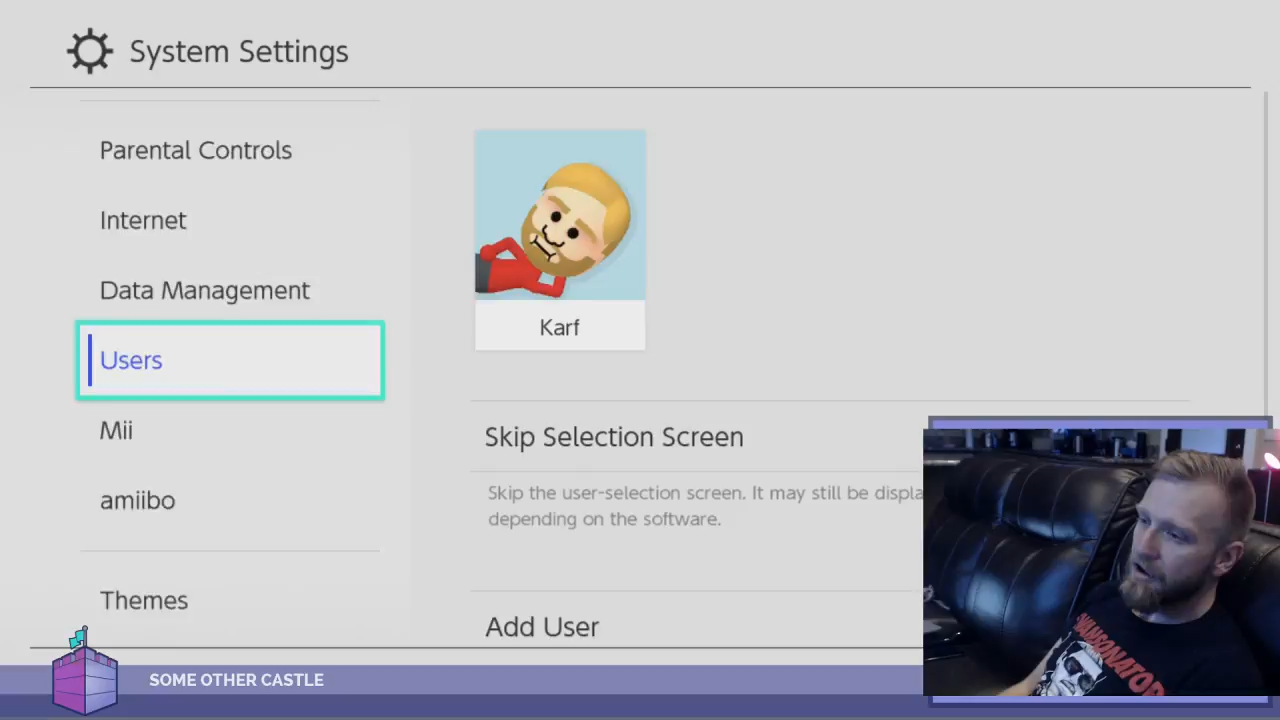 System Settings
Parental Controls
Internet
Data Management
Users
Mii
amiibo
Themes
Karf
Skip Selection Screen
Skip the user-selection screen. It may still be displa
depending on the software.
Add User
SOME OTHER CASTLE